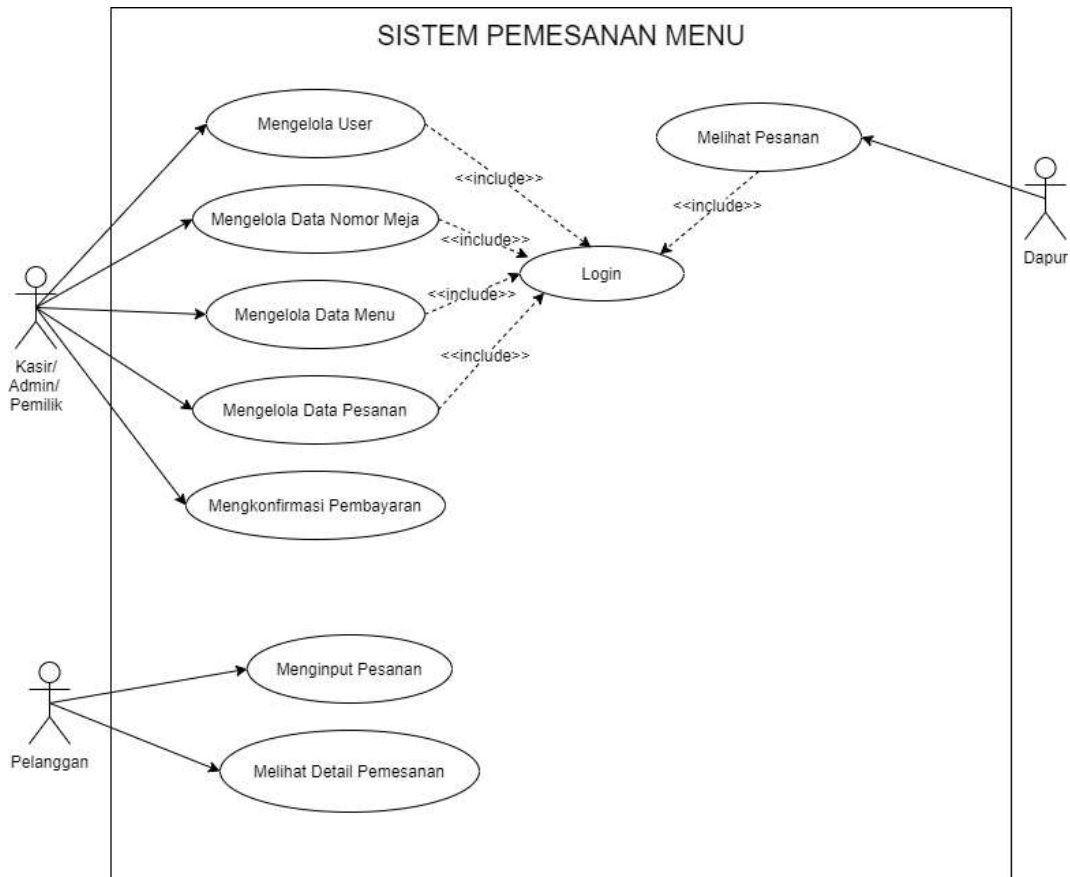 SISTEM PEMESANAN MENU
Mengelola User
Melihat Pesanan
<<include>>
<<include>>
Mengelola Data Nomor Meja
<<include>>
Login
Dapur
<<include>>
Mengelola Data Menu
Kasir/
Admin/
Pemilik
<<include>>
Mengelola Data Pesanan
Mengkonfirmasi Pembayaran
Menginput Pesanan
Pelanggan
Melihat Detail Pemesanan